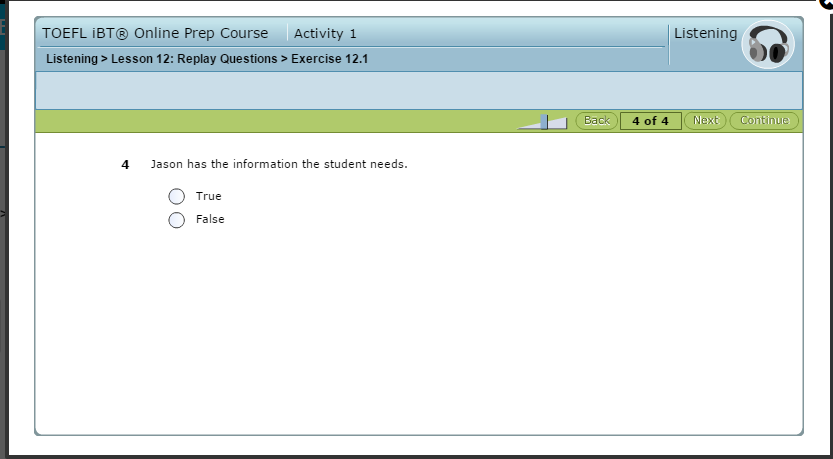 TOEFL iBT® Online Prep Course Activity 1 Listening
Listening > Lesson 12: Replay Questions > Exercise 12.1
Back 4 of 4 Next Continue
4 Jason has the information the student needs.
True
False